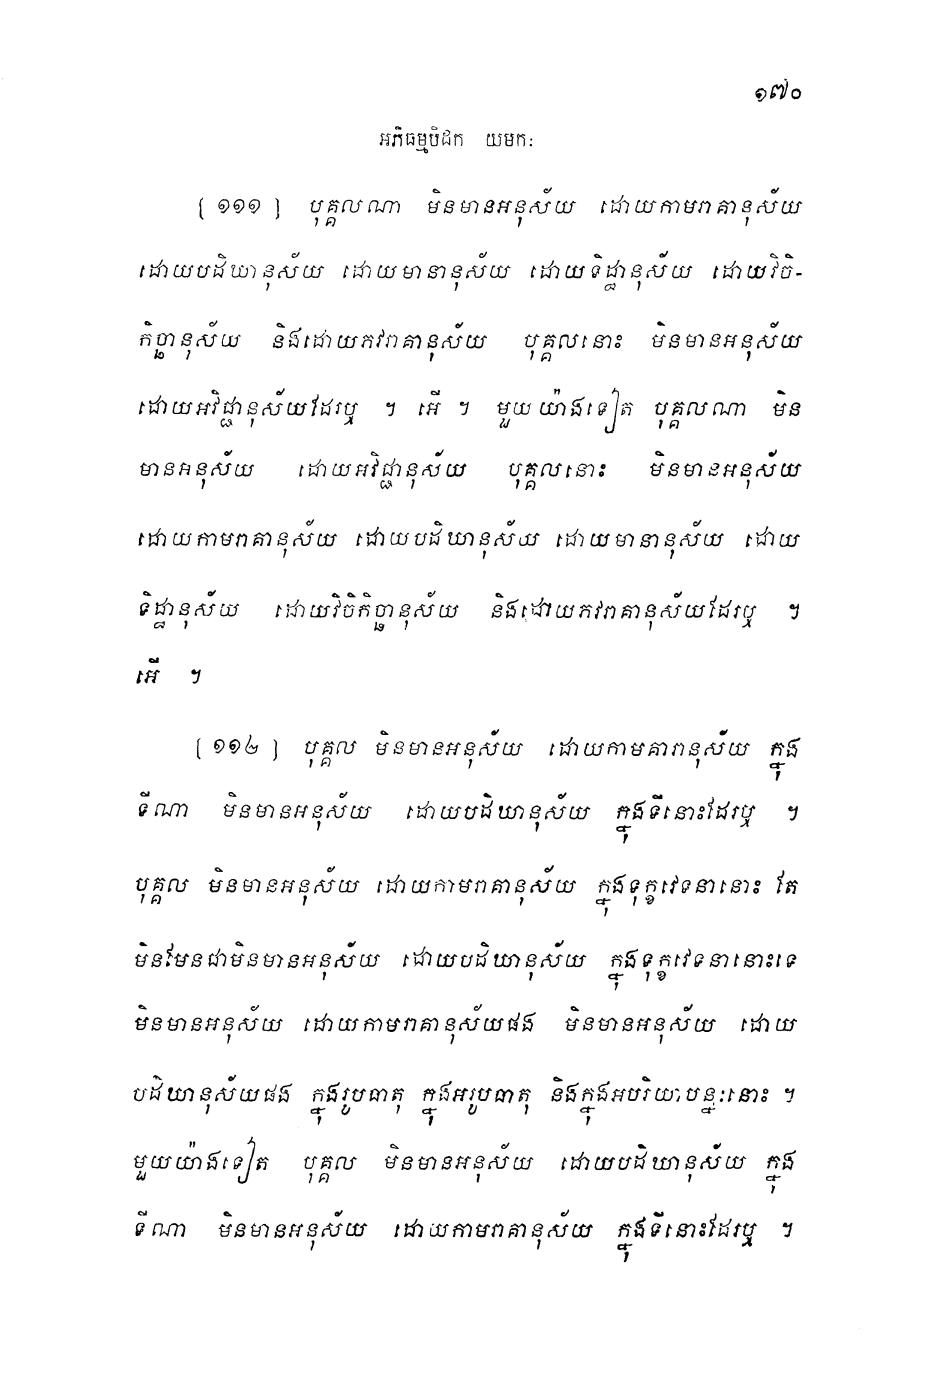 ១៧០
អភិធម្មបិដក យមកៈ
[ ១១១ ] បុគ្គលណា មិនមានអនុស័យ ដោយកាមរាគានុស័យ
ដោយបដិឃានុស័យ ដោយមានានុស័យ ដោយទិដ្ឋានុស័យ ដោយវិចិ-
កិច្ឆានុស័យ និងដោយភវរាគានុស័យ បុគ្គលនោះ មិនមានអនុស័យ
ដោយអវិជ្ជានុស័យដែរឬ ។ អើ ។ មួយយ៉ាងទៀត បុគ្គលណា មិន
មានអនុស័យ ដោយអវិជ្ជានុស័យ បុគ្គលនោះ មិនមានអនុស័យ
ដោយកាមរាគានុស័យ ដោយបដិឃានុស័យ ដោយមានានុស័យ ដោយ
ទិដ្ឋានុស័យ ដោយវិចិកិច្ឆានុស័យ និងដោយភវរាគានុស័យដែរឬ ។
អើ ។
[ ១១២ ] បុគ្គល មិនមានអនុស័យ ដោយកាមគារានុស័យ ក្នុង
ទីណា មិនមានអនុស័យ ដោយបដិឃានុស័យ ក្នុងទីនោះដែរឬ ។
បុគ្គល មិនមានអនុស័យ ដោយកាមរាគានុស័យ ក្នុងទុក្ខវេទនានោះ តែ
មិនមែនជាមិនមានអនុស័យ ដោយបដិឃានុស័យ ក្នុងទុក្ខវេទនានោះទេ
មិនមានអនុស័យ ដោយកាមរាគានុស័យផង មិនមានអនុស័យ ដោយ
បដិឃានុស័យផង ក្នុងរូបធាតុ ក្នុងអរូបធាតុ និងក្នុងអបរិយាបន្នៈនោះ ។
មួយយ៉ាងទៀត បុគ្គល មិនមានអនុស័យ ដោយបដិឃានុស័យ ក្នុង
ទីណា មិនមានអនុស័យ ដោយកាមរាគានុស័យ ក្នុងទីនោះដែរឬ ។